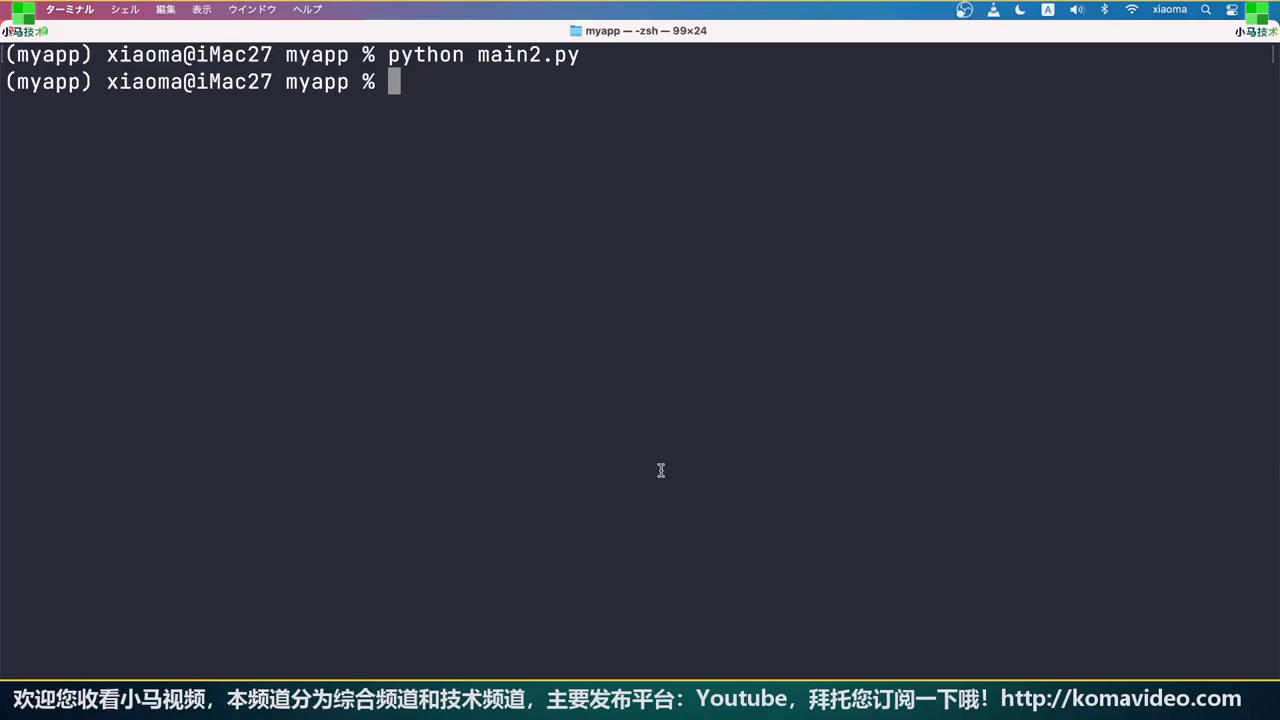 ターミナル シェル 編集 表示 ウインドウ ヘルプ A xiaoma
小马技术 小马技术
myapp — -zsh — 99×24
(myapp) xiaoma@iMac27 myapp % python main2.py
(myapp) xiaoma@iMac27 myapp %
欢迎您收看小马视频，本频道分为综合频道和技术频道，主要发布平台：Youtube，拜托您订阅一下哦！http://komavideo.com